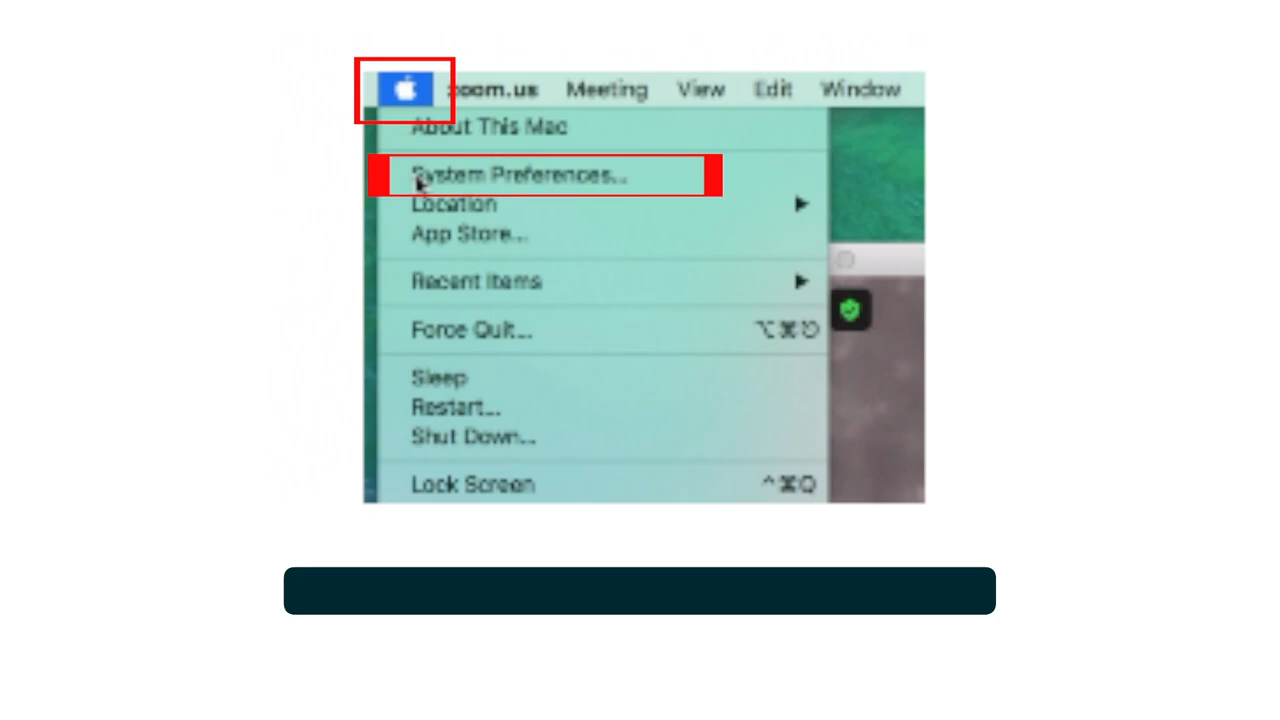 zoom.us Meeting View Edit Window
About This Mac
System Preferences...
Location
App Store...
Recent Items
Force Quit... ⌥⌘⎋
Sleep
Restart...
Shut Down...
Lock Screen ^⌘Q